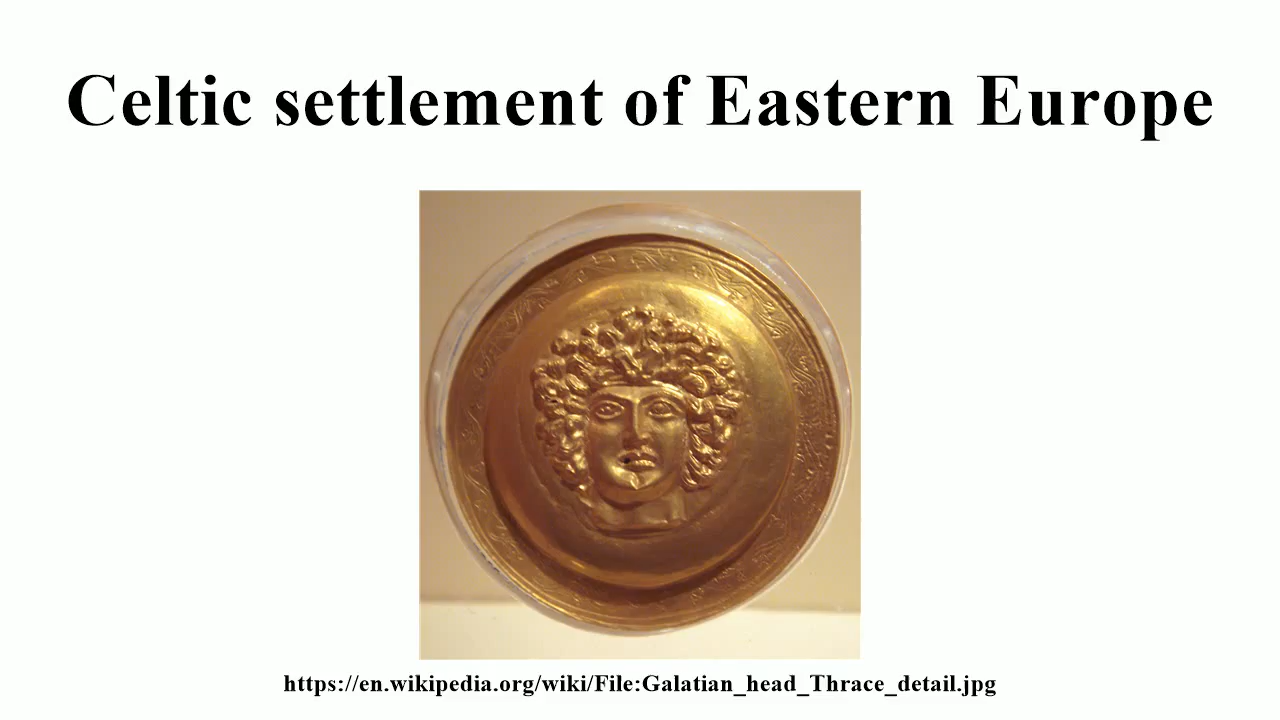 Celtic settlement of Eastern Europe
https://en.wikipedia.org/wiki/File:Galatian_head_Thrace_detail.jpg